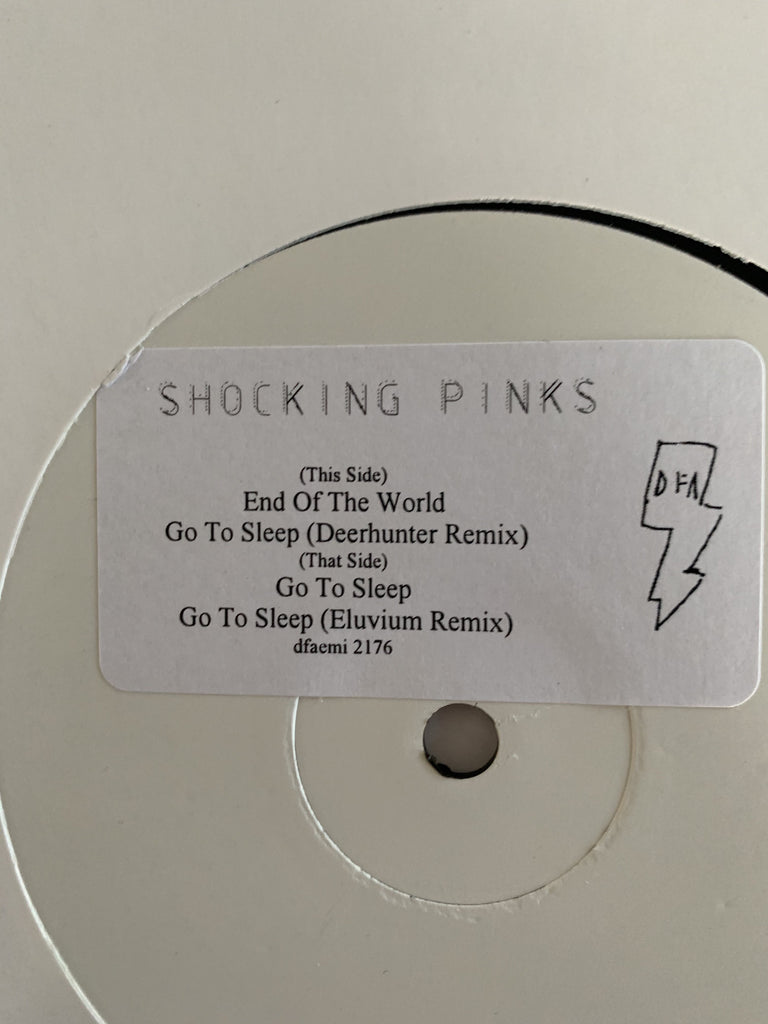 SHOCKING PINKS
(This Side)
End Of The World
Go To Sleep (Deerhunter Remix)
(That Side)
Go To Sleep
Go To Sleep (Eluvium Remix)
dfaemi 2176
DFA